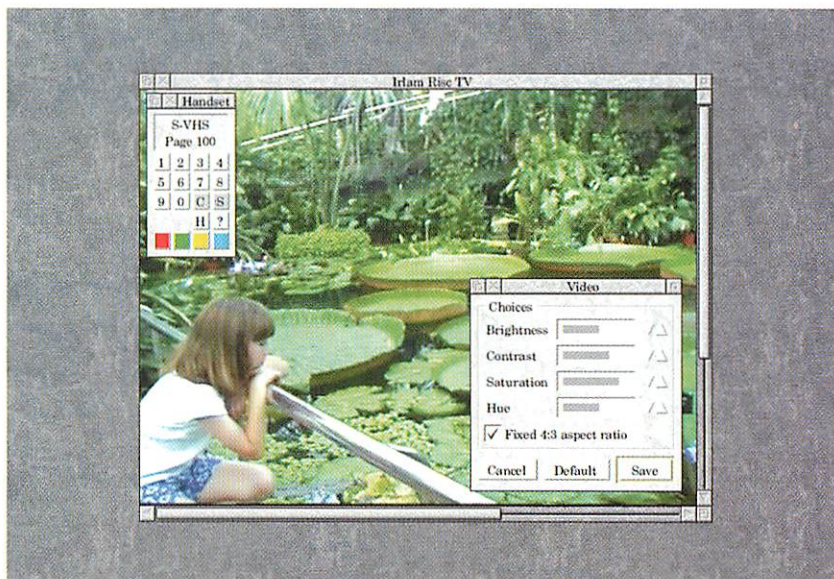 Irlam Risc TV
Handset
S-VHS
Page 100
1 2 3 4
5 6 7 8
9 0 C S
H ?
Video
Choices
Brightness
Contrast
Saturation
Hue
Fixed 4:3 aspect ratio
Cancel Default Save